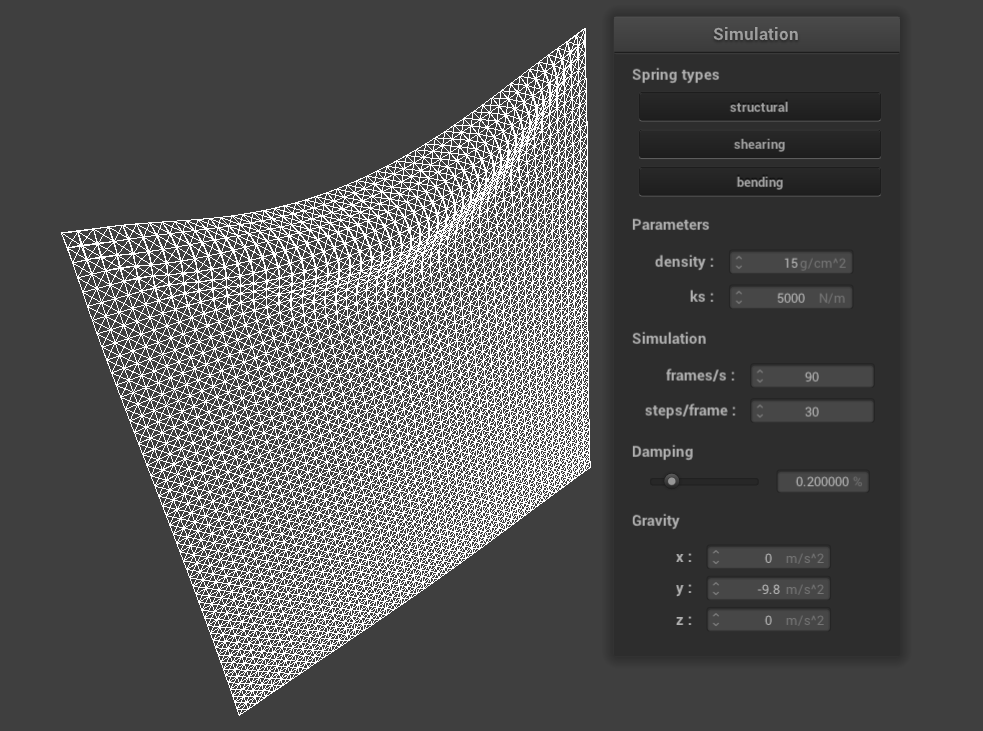 Simulation
Spring types
structural
shearing
bending
Parameters
density : 15 g/cm^2
ks : 5000 N/m
Simulation
frames/s : 90
steps/frame : 30
Damping
0.200000 %
Gravity
x : 0 m/s^2
y : -9.8 m/s^2
z : 0 m/s^2